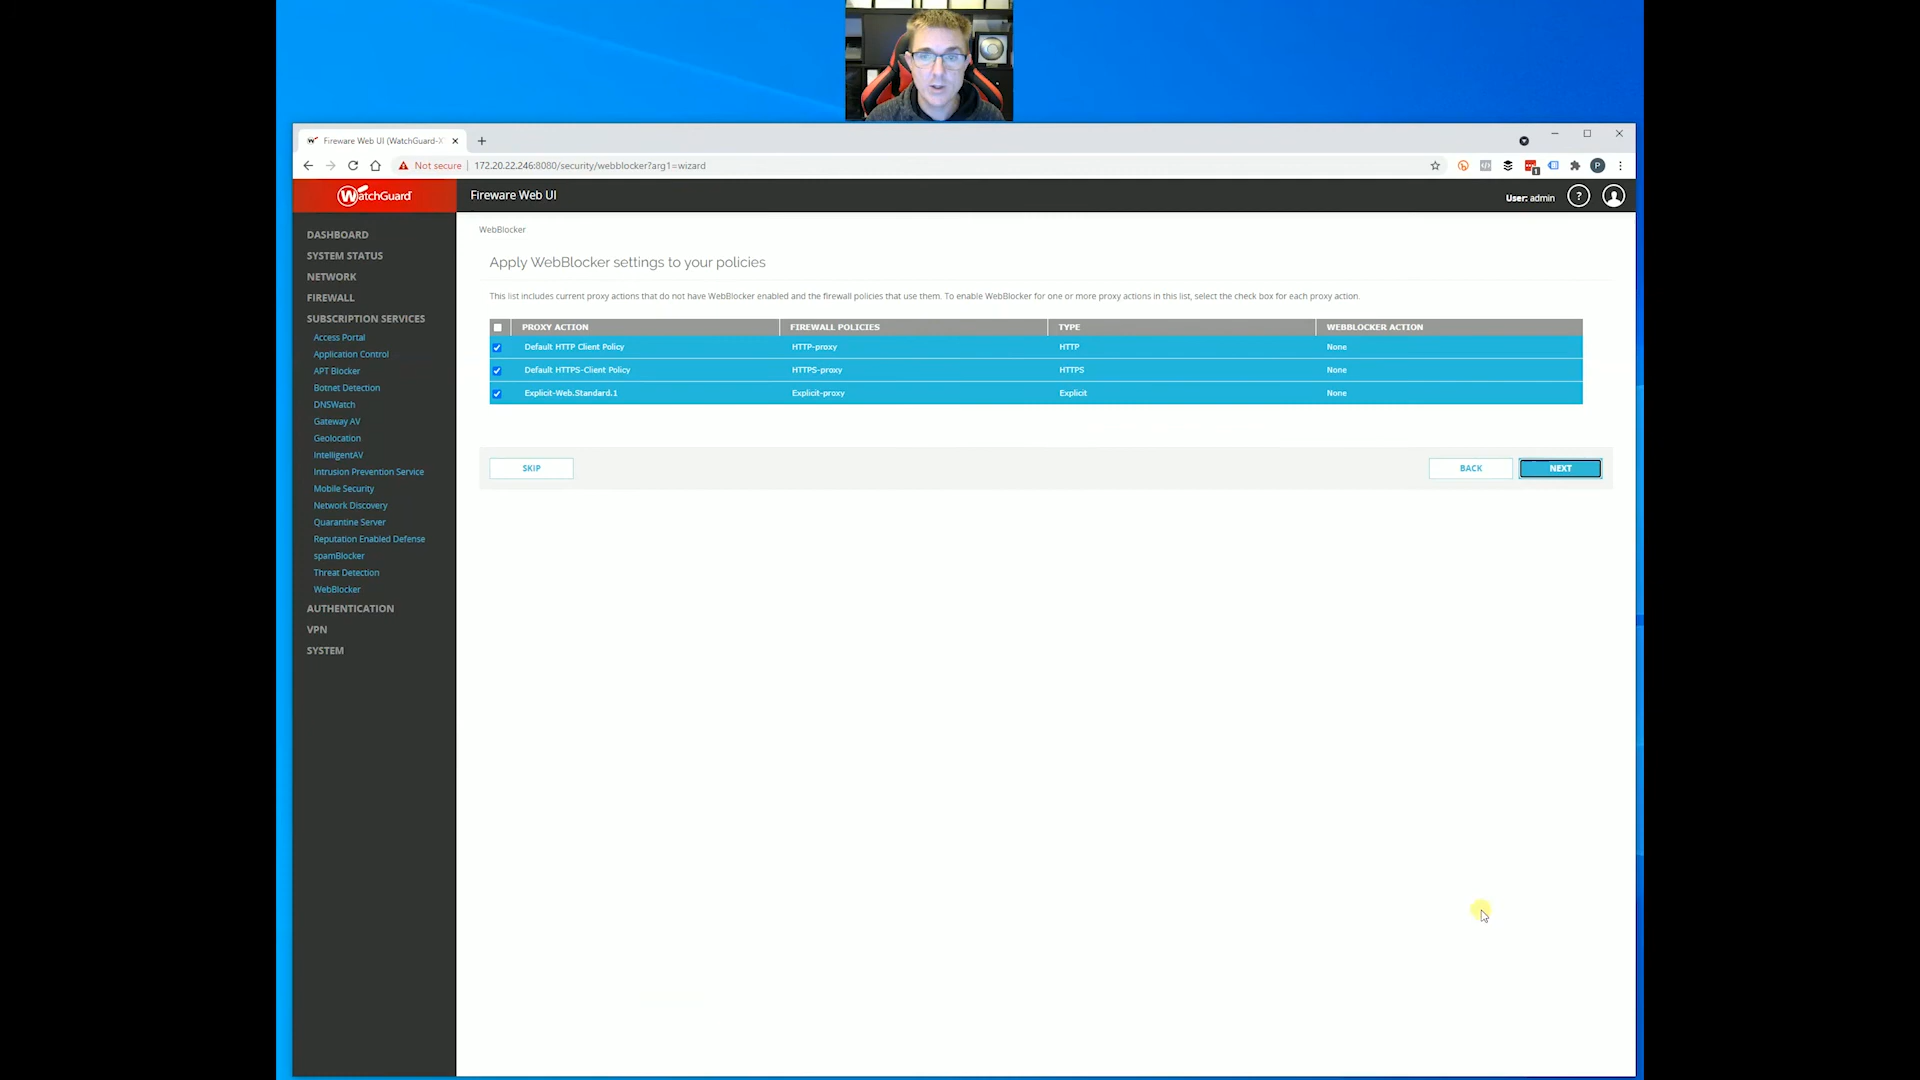 Fireware Web UI (WatchGuard-X
Not secure
172.20.22.246:8080/security/webblocker?arg1=wizard
1
P
WatchGuard
Fireware Web UI
User: admin
?
DASHBOARD
SYSTEM STATUS
NETWORK
FIREWALL
SUBSCRIPTION SERVICES
Access Portal
Application Control
APT Blocker
Botnet Detection
DNSWatch
Gateway AV
Geolocation
IntelligentAV
Intrusion Prevention Service
Mobile Security
Network Discovery
Quarantine Server
Reputation Enabled Defense
spamBlocker
Threat Detection
WebBlocker
AUTHENTICATION
VPN
SYSTEM
WebBlocker
Apply WebBlocker settings to your policies
This list includes current proxy actions that do not have WebBlocker enabled and the firewall policies that use them. To enable WebBlocker for one or more proxy actions in this list, select the check box for each proxy action.
PROXY ACTION FIREWALL POLICIES TYPE WEBBLOCKER ACTION
Default HTTP Client Policy HTTP-proxy HTTP None
Default HTTPS-Client Policy HTTPS-proxy HTTPS None
Explicit-Web.Standard.1 Explicit-proxy Explicit None
SKIP
BACK
NEXT